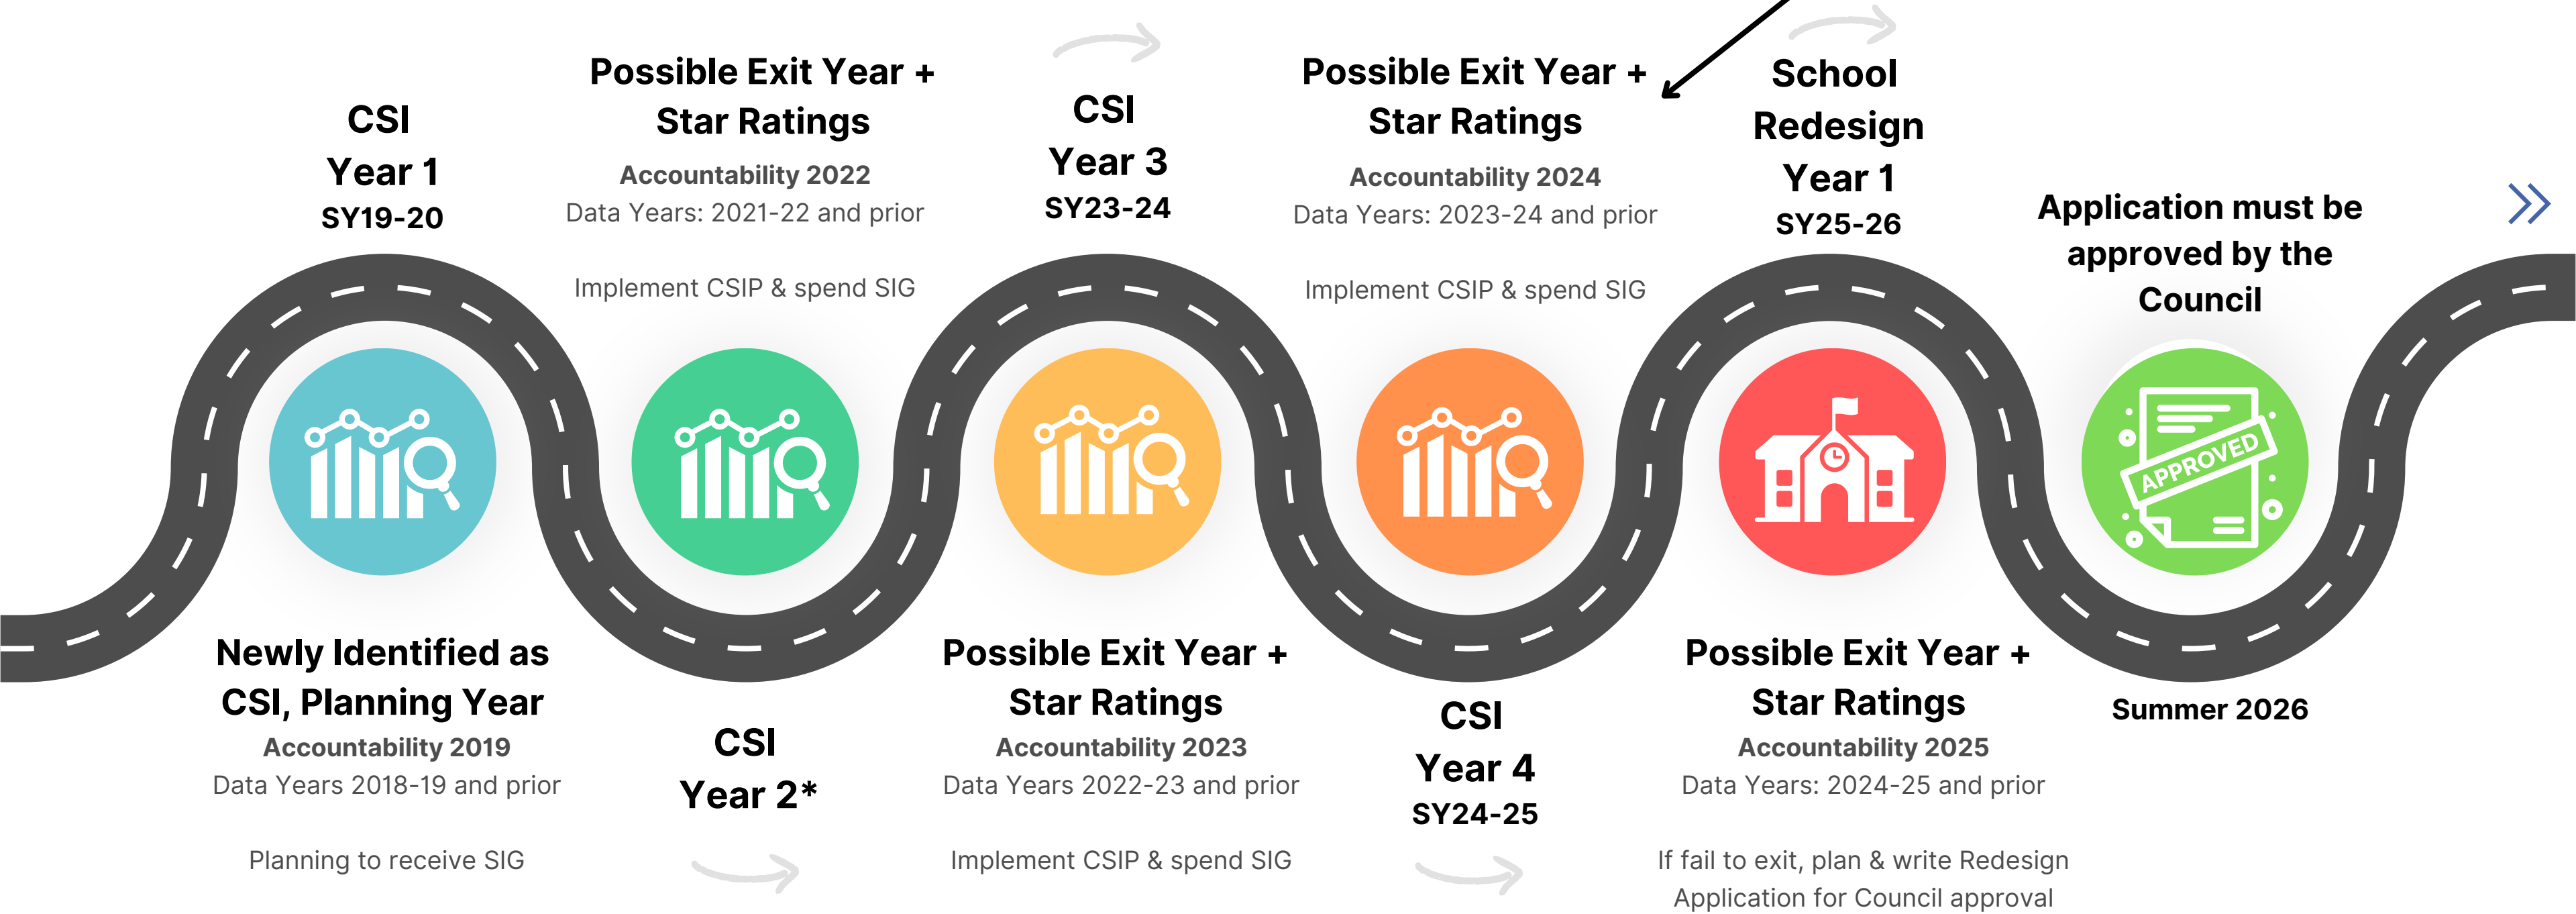 CSI
Year 1
SY19-20
Newly Identified as
CSI, Planning Year
Accountability 2019
Data Years 2018-19 and prior
Planning to receive SIG
Possible Exit Year +
Star Ratings
Accountability 2022
Data Years: 2021-22 and prior
Implement CSIP & spend SIG
CSI
Year 2*
CSI
Year 3
SY23-24
Possible Exit Year +
Star Ratings
Accountability 2023
Data Years 2022-23 and prior
Implement CSIP & spend SIG
Possible Exit Year +
Star Ratings
Accountability 2024
Data Years: 2023-24 and prior
Implement CSIP & spend SIG
CSI
Year 4
SY24-25
School
Redesign
Year 1
SY25-26
Possible Exit Year +
Star Ratings
Accountability 2025
Data Years: 2024-25 and prior
If fail to exit, plan & write Redesign
Application for Council approval
Application must be
approved by the
Council
APPROVED
Summer 2026